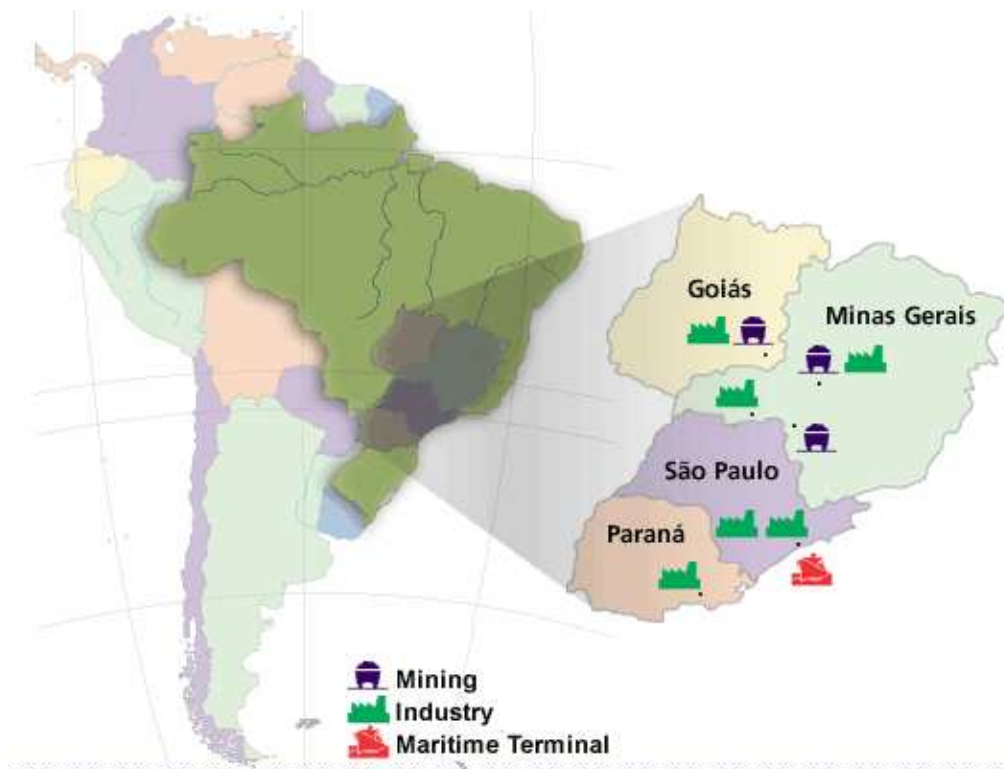 Goiás
Minas Gerais
São Paulo
Paraná
Mining
Industry
Maritime Terminal